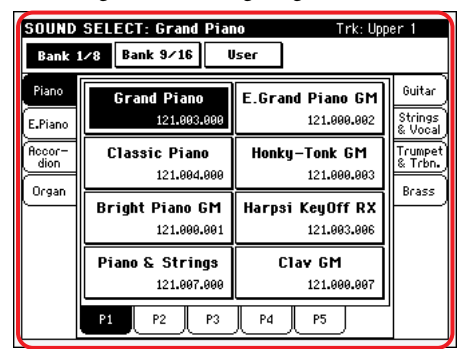 SOUND SELECT: Grand Piano Trk: Upper 1
Bank 1/8 Bank 9/16 User
Piano
E.Piano
Accor-
dion
Organ
Grand Piano
121.003.000
E.Grand Piano GM
121.000.002
Classic Piano
121.004.000
Honky-Tonk GM
121.000.003
Bright Piano GM
121.000.001
Harpsi KeyOff RX
121.003.006
Piano & Strings
121.007.000
Clav GM
121.000.007
Guitar
Strings
& Vocal
Trumpet
& Trbn.
Brass
P1 P2 P3 P4 P5